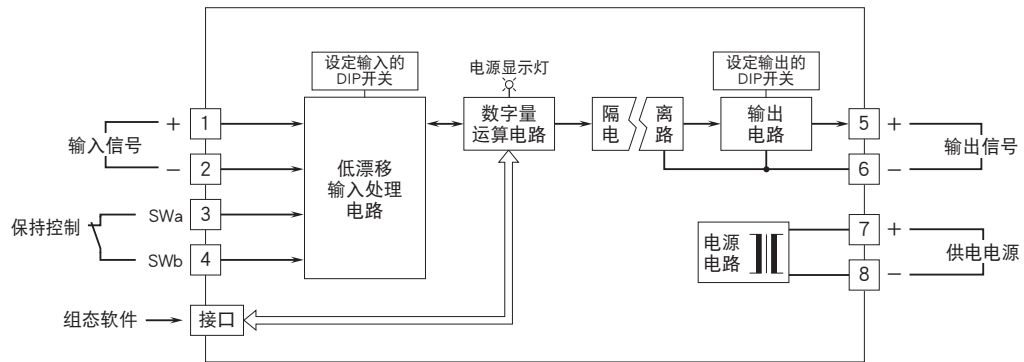 设定输入的
DIP开关
电源显示灯
设定输出的
DIP开关
输入信号
+
1
−
2
保持控制
SWa
3
SWb
4
组态软件
接口
低漂移
输入处理
电路
数字量
运算电路
隔 离
电 路
输出
电路
5
+
6
−
输出信号
电源
电路
7
+
8
−
供电电源